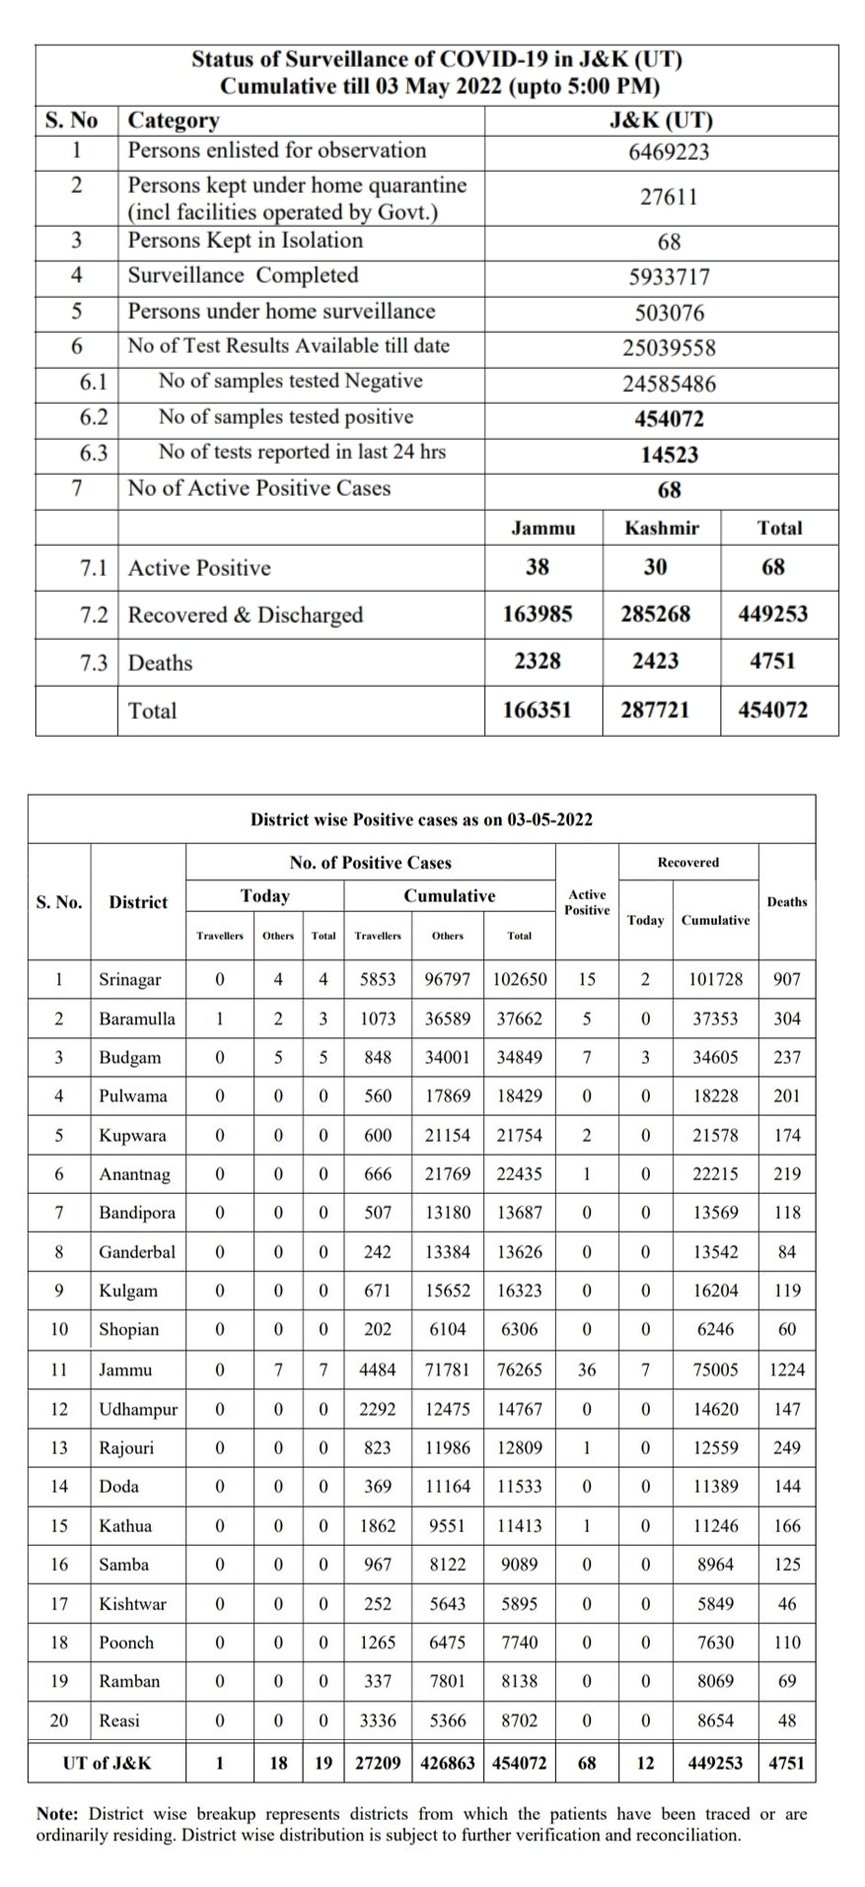 Status of Surveillance of COVID-19 in J&K (UT)
Cumulative till 03 May 2022 (upto 5:00 PM)
S. No Category J&K (UT)
1 Persons enlisted for observation 6469223
2 Persons kept under home quarantine
(incl facilities operated by Govt.) 27611
3 Persons Kept in Isolation 68
4 Surveillance Completed 5933717
5 Persons under home surveillance 503076
6 No of Test Results Available till date 25039558
6.1 No of samples tested Negative 24585486
6.2 No of samples tested positive 454072
6.3 No of tests reported in last 24 hrs 14523
7 No of Active Positive Cases 68
Jammu Kashmir Total
7.1 Active Positive 38 30 68
7.2 Recovered & Discharged 163985 285268 449253
7.3 Deaths 2328 2423 4751
Total 166351 287721 454072
District wise Positive cases as on 03-05-2022
No. of Positive Cases Recovered
S. No. District Today Cumulative Active
Positive Deaths
Today Cumulative
Travellers Others Total Travellers Others Total
1 Srinagar 0 4 4 5853 96797 102650 15 2 101728 907
2 Baramulla 1 2 3 1073 36589 37662 5 0 37353 304
3 Budgam 0 5 5 848 34001 34849 7 3 34605 237
4 Pulwama 0 0 0 560 17869 18429 0 0 18228 201
5 Kupwara 0 0 0 600 21154 21754 2 0 21578 174
6 Anantnag 0 0 0 666 21769 22435 1 0 22215 219
7 Bandipora 0 0 0 507 13180 13687 0 0 13569 118
8 Ganderbal 0 0 0 242 13384 13626 0 0 13542 84
9 Kulgam 0 0 0 671 15652 16323 0 0 16204 119
10 Shopian 0 0 0 202 6104 6306 0 0 6246 60
11 Jammu 0 7 7 4484 71781 76265 36 7 75005 1224
12 Udhampur 0 0 0 2292 12475 14767 0 0 14620 147
13 Rajouri 0 0 0 823 11986 12809 1 0 12559 249
14 Doda 0 0 0 369 11164 11533 0 0 11389 144
15 Kathua 0 0 0 1862 9551 11413 1 0 11246 166
16 Samba 0 0 0 967 8122 9089 0 0 8964 125
17 Kishtwar 0 0 0 252 5643 5895 0 0 5849 46
18 Poonch 0 0 0 1265 6475 7740 0 0 7630 110
19 Ramban 0 0 0 337 7801 8138 0 0 8069 69
20 Reasi 0 0 0 3336 5366 8702 0 0 8654 48
UT of J&K 1 18 19 27209 426863 454072 68 12 449253 4751
Note: District wise breakup represents districts from which the patients have been traced or are
ordinarily residing. District wise distribution is subject to further verification and reconciliation.